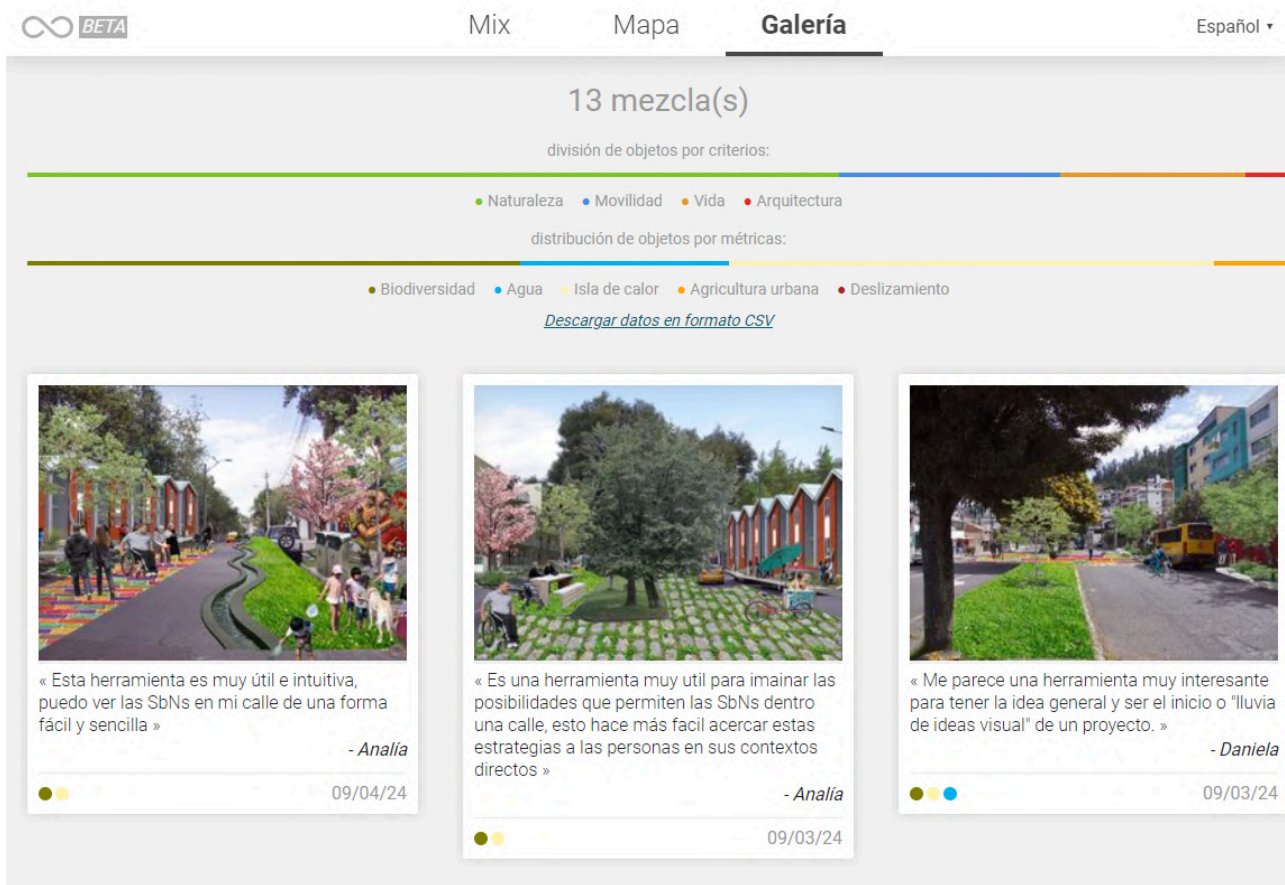 BETA Mix Mapa Galería Español
13 mezcla(s)
división de objetos por criterios:
Naturaleza Movilidad Vida Arquitectura
distribución de objetos por métricas:
Biodiversidad Agua Isla de calor Agricultura urbana Deslizamiento
Descargar datos en formato CSV
« Esta herramienta es muy útil e intuitiva,
puedo ver las SbNs en mi calle de una forma
fácil y sencilla »
- Analía
09/04/24
« Es una herramienta muy util para imainar las
posibilidades que permiten las SbNs dentro
una calle, esto hace más facil acercar estas
estrategias a las personas en sus contextos
directos »
- Analía
09/03/24
« Me parece una herramienta muy interesante
para tener la idea general y ser el inicio o "lluvia
de ideas visual" de un proyecto. »
- Daniela
09/03/24